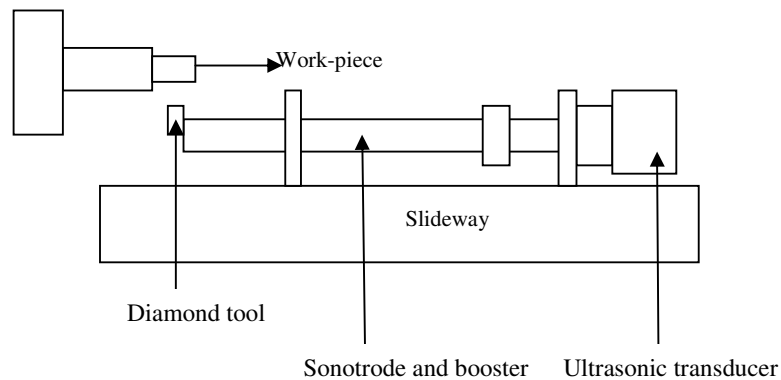 Work-piece
Slideway
Diamond tool
Sonotrode and booster
Ultrasonic transducer